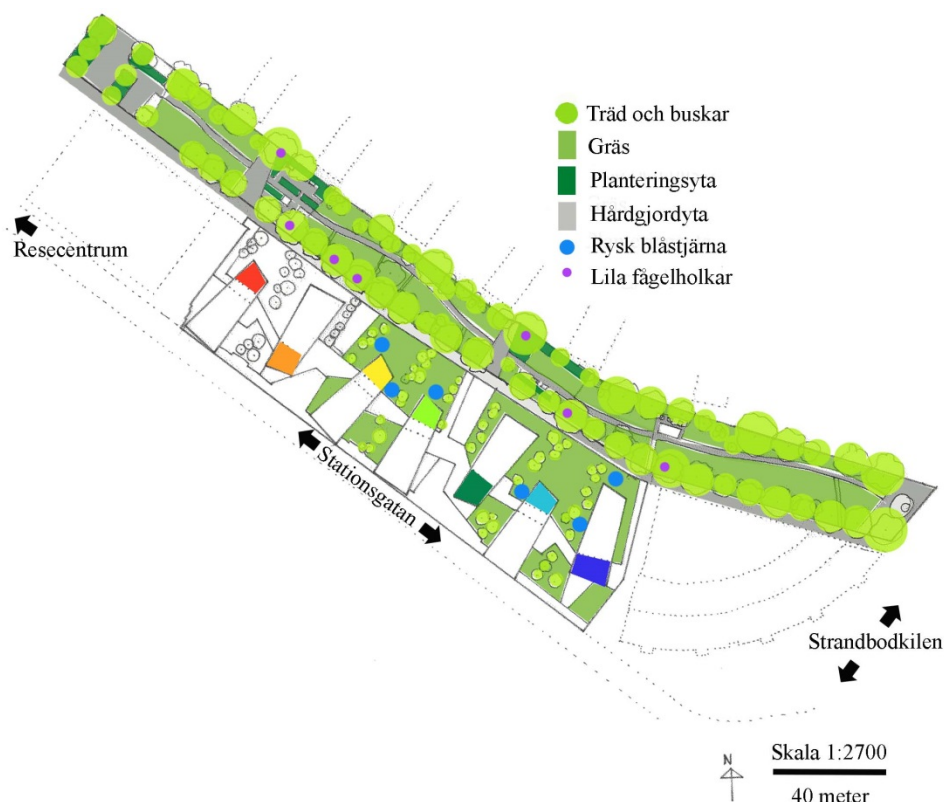 Träd och buskar
Gräs
Planteringsyta
Hårdgjordyta
Rysk blåstjärna
Lila fågelholkar
Resecentrum
Stationsgatan
Strandbodkilen
N
Skala 1:2700
40 meter